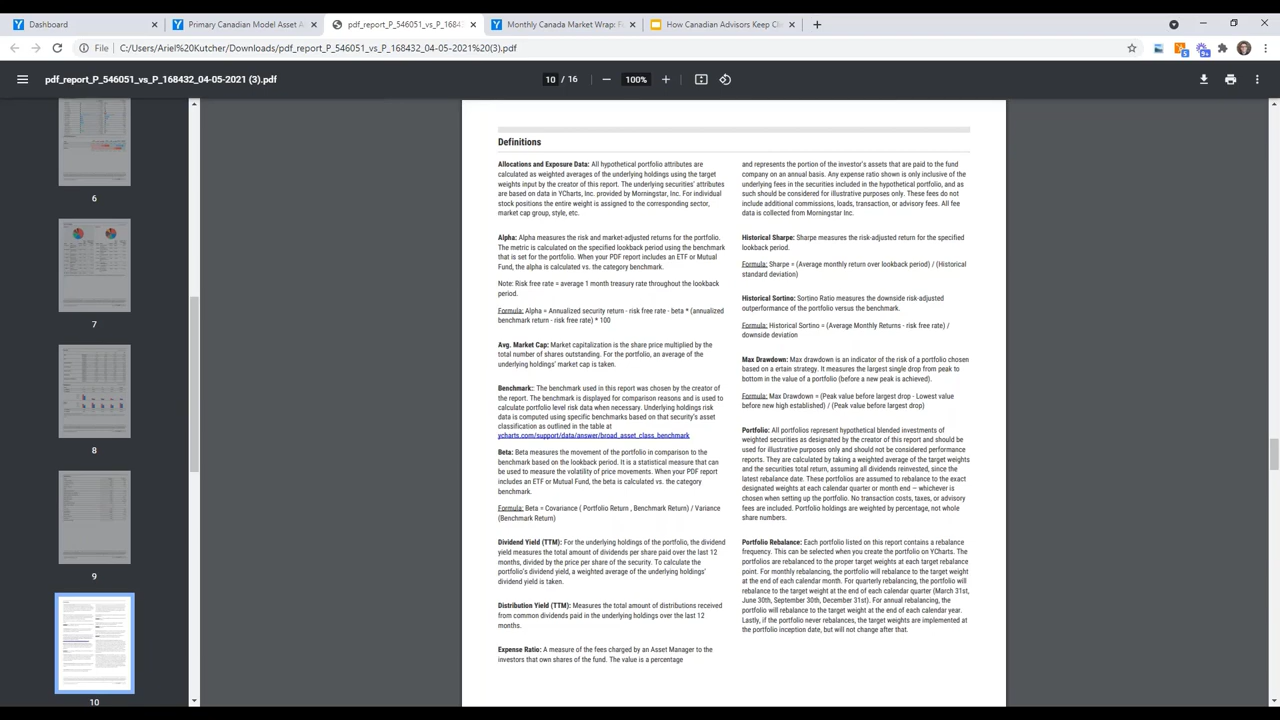 Dashboard
Primary Canadian Model Asset A
pdf_report_P_546051_vs_P_1684
Monthly Canada Market Wrap: F
How Canadian Advisors Keep Cli
File
C:/Users/Ariel%20Kutcher/Downloads/pdf_report_P_546051_vs_P_168432_04-05-2021%20(3).pdf
pdf_report_P_546051_vs_P_168432_04-05-2021 (3).pdf
10 / 16
100%
6
7
8
9
10
Definitions
Allocations and Exposure Data: All hypothetical portfolio attributes are
calculated as weighted averages of the underlying holdings using the target
weights input by the creator of this report. The underlying securities' attributes
are based on data in YCharts, Inc. provided by Morningstar, Inc. For individual
stock positions the entire weight is assigned to the corresponding sector,
market cap group, style, etc.
Alpha: Alpha measures the risk and market-adjusted returns for the portfolio.
The metric is calculated on the specified lookback period using the benchmark
that is set for the portfolio. When your PDF report includes an ETF or Mutual
Fund, the alpha is calculated vs. the category benchmark.
Note: Risk free rate = average 1 month treasury rate throughout the lookback
period.
Formula: Alpha = Annualized security return - risk free rate - beta * (annualized
benchmark return - risk free rate) * 100
Avg. Market Cap: Market capitalization is the share price multiplied by the
total number of shares outstanding. For the portfolio, an average of the
underlying holdings' market cap is taken.
Benchmark:: The benchmark used in this report was chosen by the creator of
the report. The benchmark is displayed for comparison reasons and is used to
calculate portfolio level risk data when necessary. Underlying holdings risk
data is computed using specific benchmarks based on that security's asset
classification as outlined in the table at
ycharts.com/support/data/answer/broad_asset_class_benchmark
Beta: Beta measures the movement of the portfolio in comparison to the
benchmark based on the lookback period. It is a statistical measure that can
be used to measure the volatility of price movements. When your PDF report
includes an ETF or Mutual Fund, the beta is calculated vs. the category
benchmark.
Formula: Beta = Covariance ( Portfolio Return , Benchmark Return) / Variance
(Benchmark Return)
Dividend Yield (TTM): For the underlying holdings of the portfolio, the dividend
yield measures the total amount of dividends per share paid over the last 12
months, divided by the price per share of the security. To calculate the
portfolio's dividend yield, a weighted average of the underlying holdings'
dividend yield is taken.
Distribution Yield (TTM): Measures the total amount of distributions received
from common dividends paid in the underlying holdings over the last 12
months.
Expense Ratio: A measure of the fees charged by an Asset Manager to the
investors that own shares of the fund. The value is a percentage
and represents the portion of the investor's assets that are paid to the fund
company on an annual basis. Any expense ratio shown is only inclusive of the
underlying fees in the securities included in the hypothetical portfolio, and as
such should be considered for illustrative purposes only. These fees do not
include additional commissions, loads, transaction, or advisory fees. All fee
data is collected from Morningstar Inc.
Historical Sharpe: Sharpe measures the risk-adjusted return for the specified
lookback period.
Formula: Sharpe = (Average monthly return over lookback period) / (Historical
standard deviation)
Historical Sortino: Sortino Ratio measures the downside risk-adjusted
outperformance of the portfolio versus the benchmark.
Formula: Historical Sortino = (Average Monthly Returns - risk free rate) /
downside deviation
Max Drawdown: Max drawdown is an indicator of the risk of a portfolio chosen
based on a ertain strategy. It measures the largest single drop from peak to
bottom in the value of a portfolio (before a new peak is achieved).
Formula: Max Drawdown = (Peak value before largest drop - Lowest value
before new high established) / (Peak value before largest drop)
Portfolio: All portfolios represent hypothetical blended investments of
weighted securities as designated by the creator of this report and should be
used for illustrative purposes only and should not be considered performance
reports. They are calculated by taking a weighted average of the target weights
and the securities total return, assuming all dividends reinvested, since the
latest rebalance date. These portfolios are assumed to rebalance to the exact
designated weights at each calendar quarter or month end — whichever is
chosen when setting up the portfolio. No transaction costs, taxes, or advisory
fees are included. Portfolio holdings are weighted by percentage, not whole
share numbers.
Portfolio Rebalance: Each portfolio listed on this report contains a rebalance
frequency. This can be selected when you create the portfolio on YCharts. The
portfolios are rebalanced to the proper target weights at each target rebalance
point. For monthly rebalancing, the portfolio will rebalance to the target weight
at the end of each calendar month. For quarterly rebalancing, the portfolio will
rebalance to the target weight at the end of each calendar quarter (March 31st,
June 30th, September 30th, December 31st). For annual rebalancing, the
portfolio will rebalance to the target weight at the end of each calendar year.
Lastly, if the portfolio never rebalances, the target weights are implemented at
the portfolio inception date, but will not change after that.